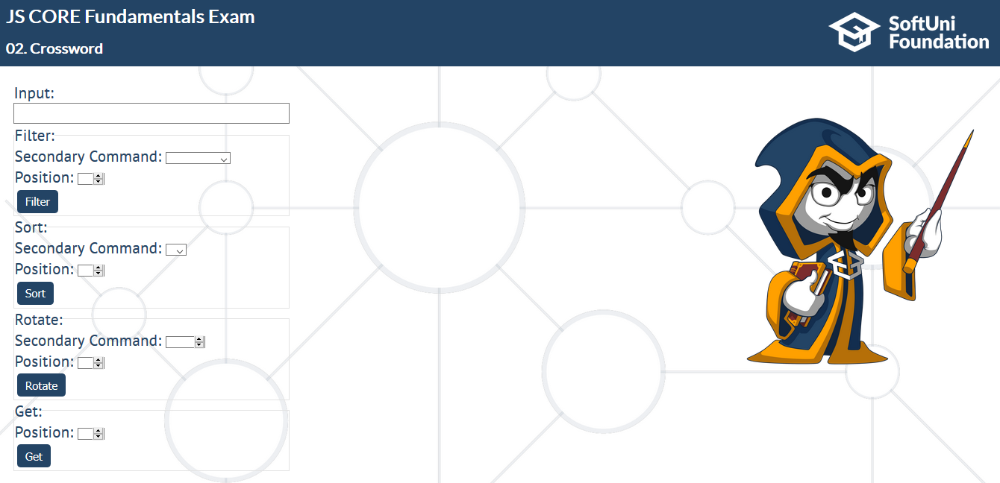 JS CORE Fundamentals Exam
02. Crossword
SoftUni
Foundation
Input:
Filter:
Secondary Command:
Position:
Filter
Sort:
Secondary Command:
Position:
Sort
Rotate:
Secondary Command:
Position:
Rotate
Get:
Position:
Get